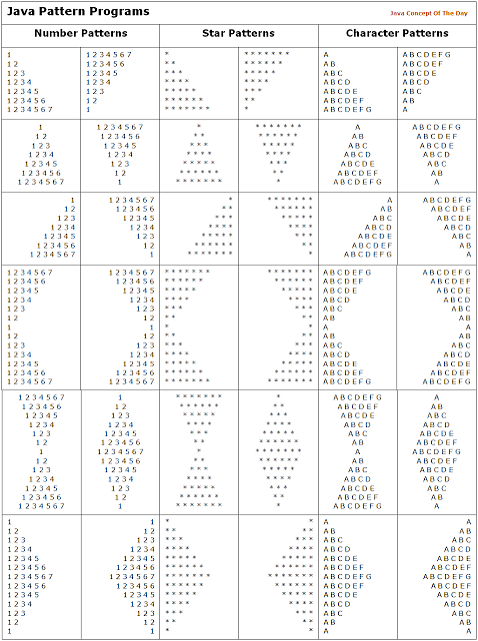 Java Pattern Programs
Java Concept Of The Day
Number Patterns Star Patterns Character Patterns
1 1 2 3 4 5 6 7 * * * * * * * * A A B C D E F G
1 2 1 2 3 4 5 6 * * * * * * * * A B A B C D E F
1 2 3 1 2 3 4 5 * * * * * * * * A B C A B C D E
1 2 3 4 1 2 3 4 * * * * * * * * A B C D A B C D
1 2 3 4 5 1 2 3 * * * * * * * * A B C D E A B C
1 2 3 4 5 6 1 2 * * * * * * * * A B C D E F A B
1 2 3 4 5 6 7 1 * * * * * * * * A B C D E F G A
1 1 2 3 4 5 6 7 * * * * * * * * A A B C D E F G
1 2 1 2 3 4 5 6 * * * * * * * * A B A B C D E F
1 2 3 1 2 3 4 5 * * * * * * * * A B C A B C D E
1 2 3 4 1 2 3 4 * * * * * * * * A B C D A B C D
1 2 3 4 5 1 2 3 * * * * * * * * A B C D E A B C
1 2 3 4 5 6 1 2 * * * * * * * * A B C D E F A B
1 2 3 4 5 6 7 1 * * * * * * * * A B C D E F G A
1 1 2 3 4 5 6 7 * * * * * * * * A A B C D E F G
1 2 1 2 3 4 5 6 * * * * * * * * A B A B C D E F
1 2 3 1 2 3 4 5 * * * * * * * * A B C A B C D E
1 2 3 4 1 2 3 4 * * * * * * * * A B C D A B C D
1 2 3 4 5 1 2 3 * * * * * * * * A B C D E A B C
1 2 3 4 5 6 1 2 * * * * * * * * A B C D E F A B
1 2 3 4 5 6 7 1 * * * * * * * * A B C D E F G A
1 2 3 4 5 6 7 1 2 3 4 5 6 7 * * * * * * * * * * * * * * A B C D E F G A B C D E F G
1 2 3 4 5 6 1 2 3 4 5 6 * * * * * * * * * * * * A B C D E F A B C D E F
1 2 3 4 5 1 2 3 4 5 * * * * * * * * * * A B C D E A B C D E
1 2 3 4 1 2 3 4 * * * * * * * * A B C D A B C D
1 2 3 1 2 3 * * * * * * A B C A B C
1 2 1 2 * * * * A B A B
1 1 * * A A
1 2 1 2 * * * * A B A B
1 2 3 1 2 3 * * * * * * A B C A B C
1 2 3 4 1 2 3 4 * * * * * * * * A B C D A B C D
1 2 3 4 5 1 2 3 4 5 * * * * * * * * * * A B C D E A B C D E
1 2 3 4 5 6 1 2 3 4 5 6 * * * * * * * * * * * * A B C D E F A B C D E F
1 2 3 4 5 6 7 1 2 3 4 5 6 7 * * * * * * * * * * * * * * A B C D E F G A B C D E F G
1 2 3 4 5 6 7 1 * * * * * * * * A B C D E F G A
1 2 3 4 5 6 1 2 * * * * * * * * A B C D E F A B
1 2 3 4 5 1 2 3 * * * * * * * * A B C D E A B C
1 2 3 4 1 2 3 4 * * * * * * * * A B C D A B C D
1 2 3 1 2 3 4 5 * * * * * * * * A B C A B C D E
1 2 1 2 3 4 5 6 * * * * * * * * A B A B C D E F
1 1 2 3 4 5 6 7 * * * * * * * * A A B C D E F G
1 2 1 2 3 4 5 6 * * * * * * * * A B A B C D E F
1 2 3 1 2 3 4 5 * * * * * * * * A B C A B C D E
1 2 3 4 1 2 3 4 * * * * * * * * A B C D A B C D
1 2 3 4 5 1 2 3 * * * * * * * * A B C D E A B C
1 2 3 4 5 6 1 2 * * * * * * * * A B C D E F A B
1 2 3 4 5 6 7 1 * * * * * * * * A B C D E F G A
1 1 * * A A
1 2 1 2 * * * * A B A B
1 2 3 1 2 3 * * * * * * A B C A B C
1 2 3 4 1 2 3 4 * * * * * * * * A B C D A B C D
1 2 3 4 5 1 2 3 4 5 * * * * * * * * * * A B C D E A B C D E
1 2 3 4 5 6 1 2 3 4 5 6 * * * * * * * * * * * * A B C D E F A B C D E F
1 2 3 4 5 6 7 1 2 3 4 5 6 7 * * * * * * * * * * * * * * A B C D E F G A B C D E F G
1 2 3 4 5 6 1 2 3 4 5 6 * * * * * * * * * * * * A B C D E F A B C D E F
1 2 3 4 5 1 2 3 4 5 * * * * * * * * * * A B C D E A B C D E
1 2 3 4 1 2 3 4 * * * * * * * * A B C D A B C D
1 2 3 1 2 3 * * * * * * A B C A B C
1 2 1 2 * * * * A B A B
1 1 * * A A